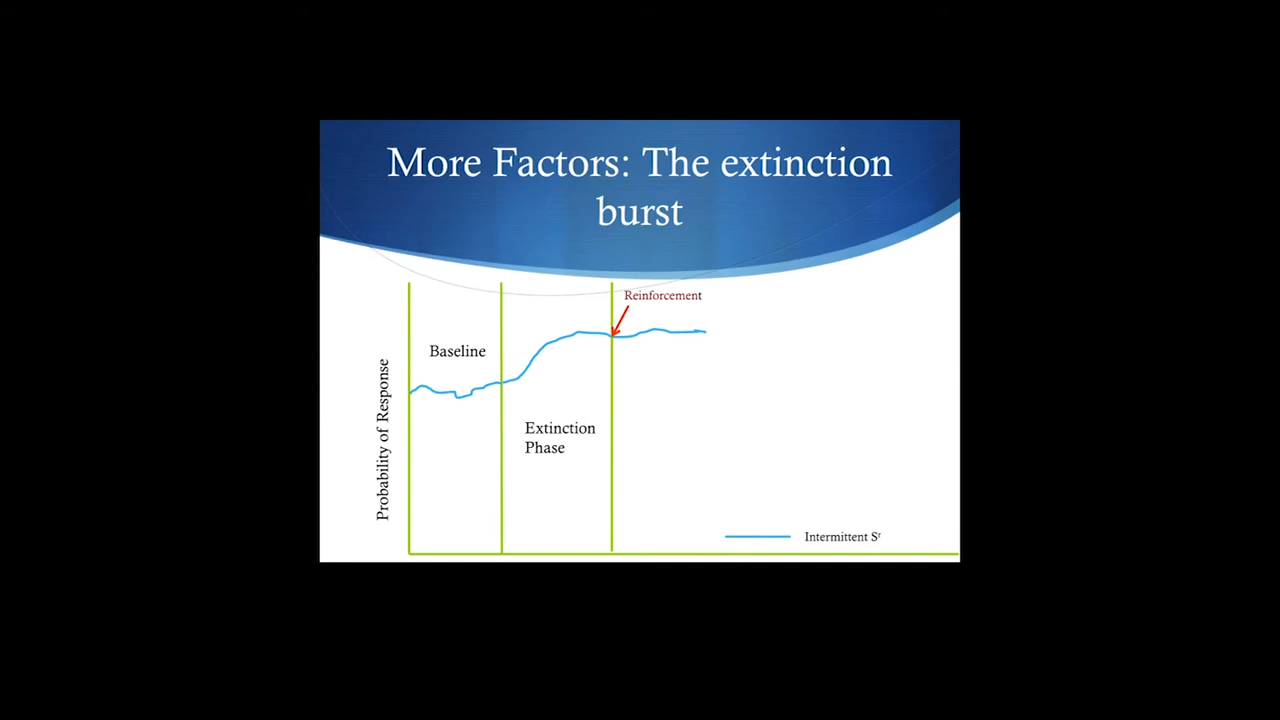 More Factors: The extinction
burst
Reinforcement
Baseline
Probability of Response
Extinction
Phase
Intermittent Sʳ